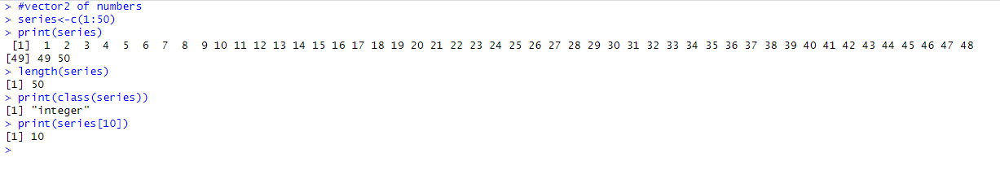 > #vector2 of numbers
> series<-c(1:50)
> print(series)
 [1]  1  2  3  4  5  6  7  8  9 10 11 12 13 14 15 16 17 18 19 20 21 22 23 24 25 26 27 28 29 30 31 32 33 34 35 36 37 38 39 40 41 42 43 44 45 46 47 48
[49] 49 50
> length(series)
[1] 50
> print(class(series))
[1] "integer"
> print(series[10])
[1] 10
>